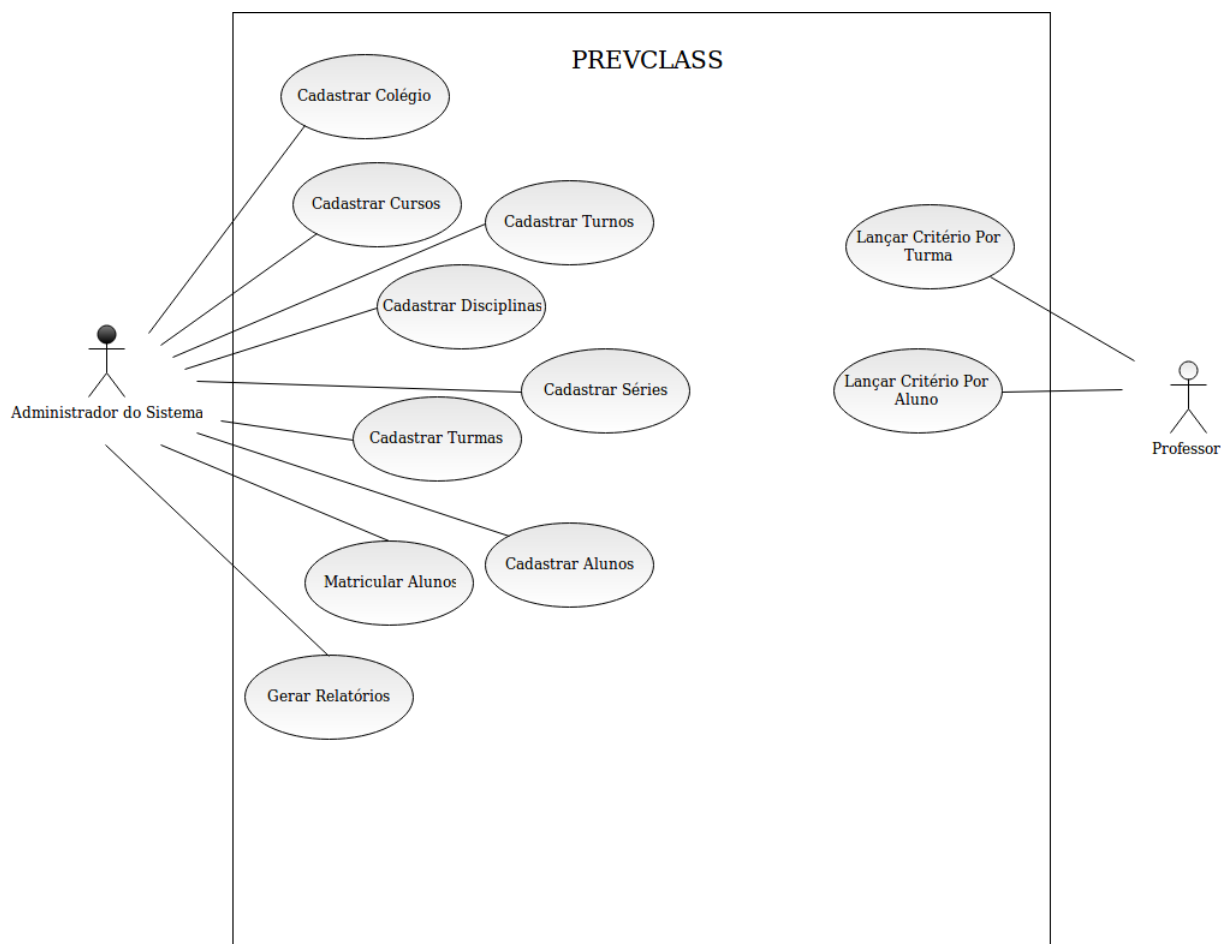 PREVCLASS
Cadastrar Colégio
Cadastrar Cursos
Cadastrar Turnos
Lançar Critério Por
Turma
Cadastrar Disciplinas
Cadastrar Séries
Lançar Critério Por
Aluno
Administrador do Sistema
Cadastrar Turmas
Professor
Cadastrar Alunos
Matricular Alunos
Gerar Relatórios